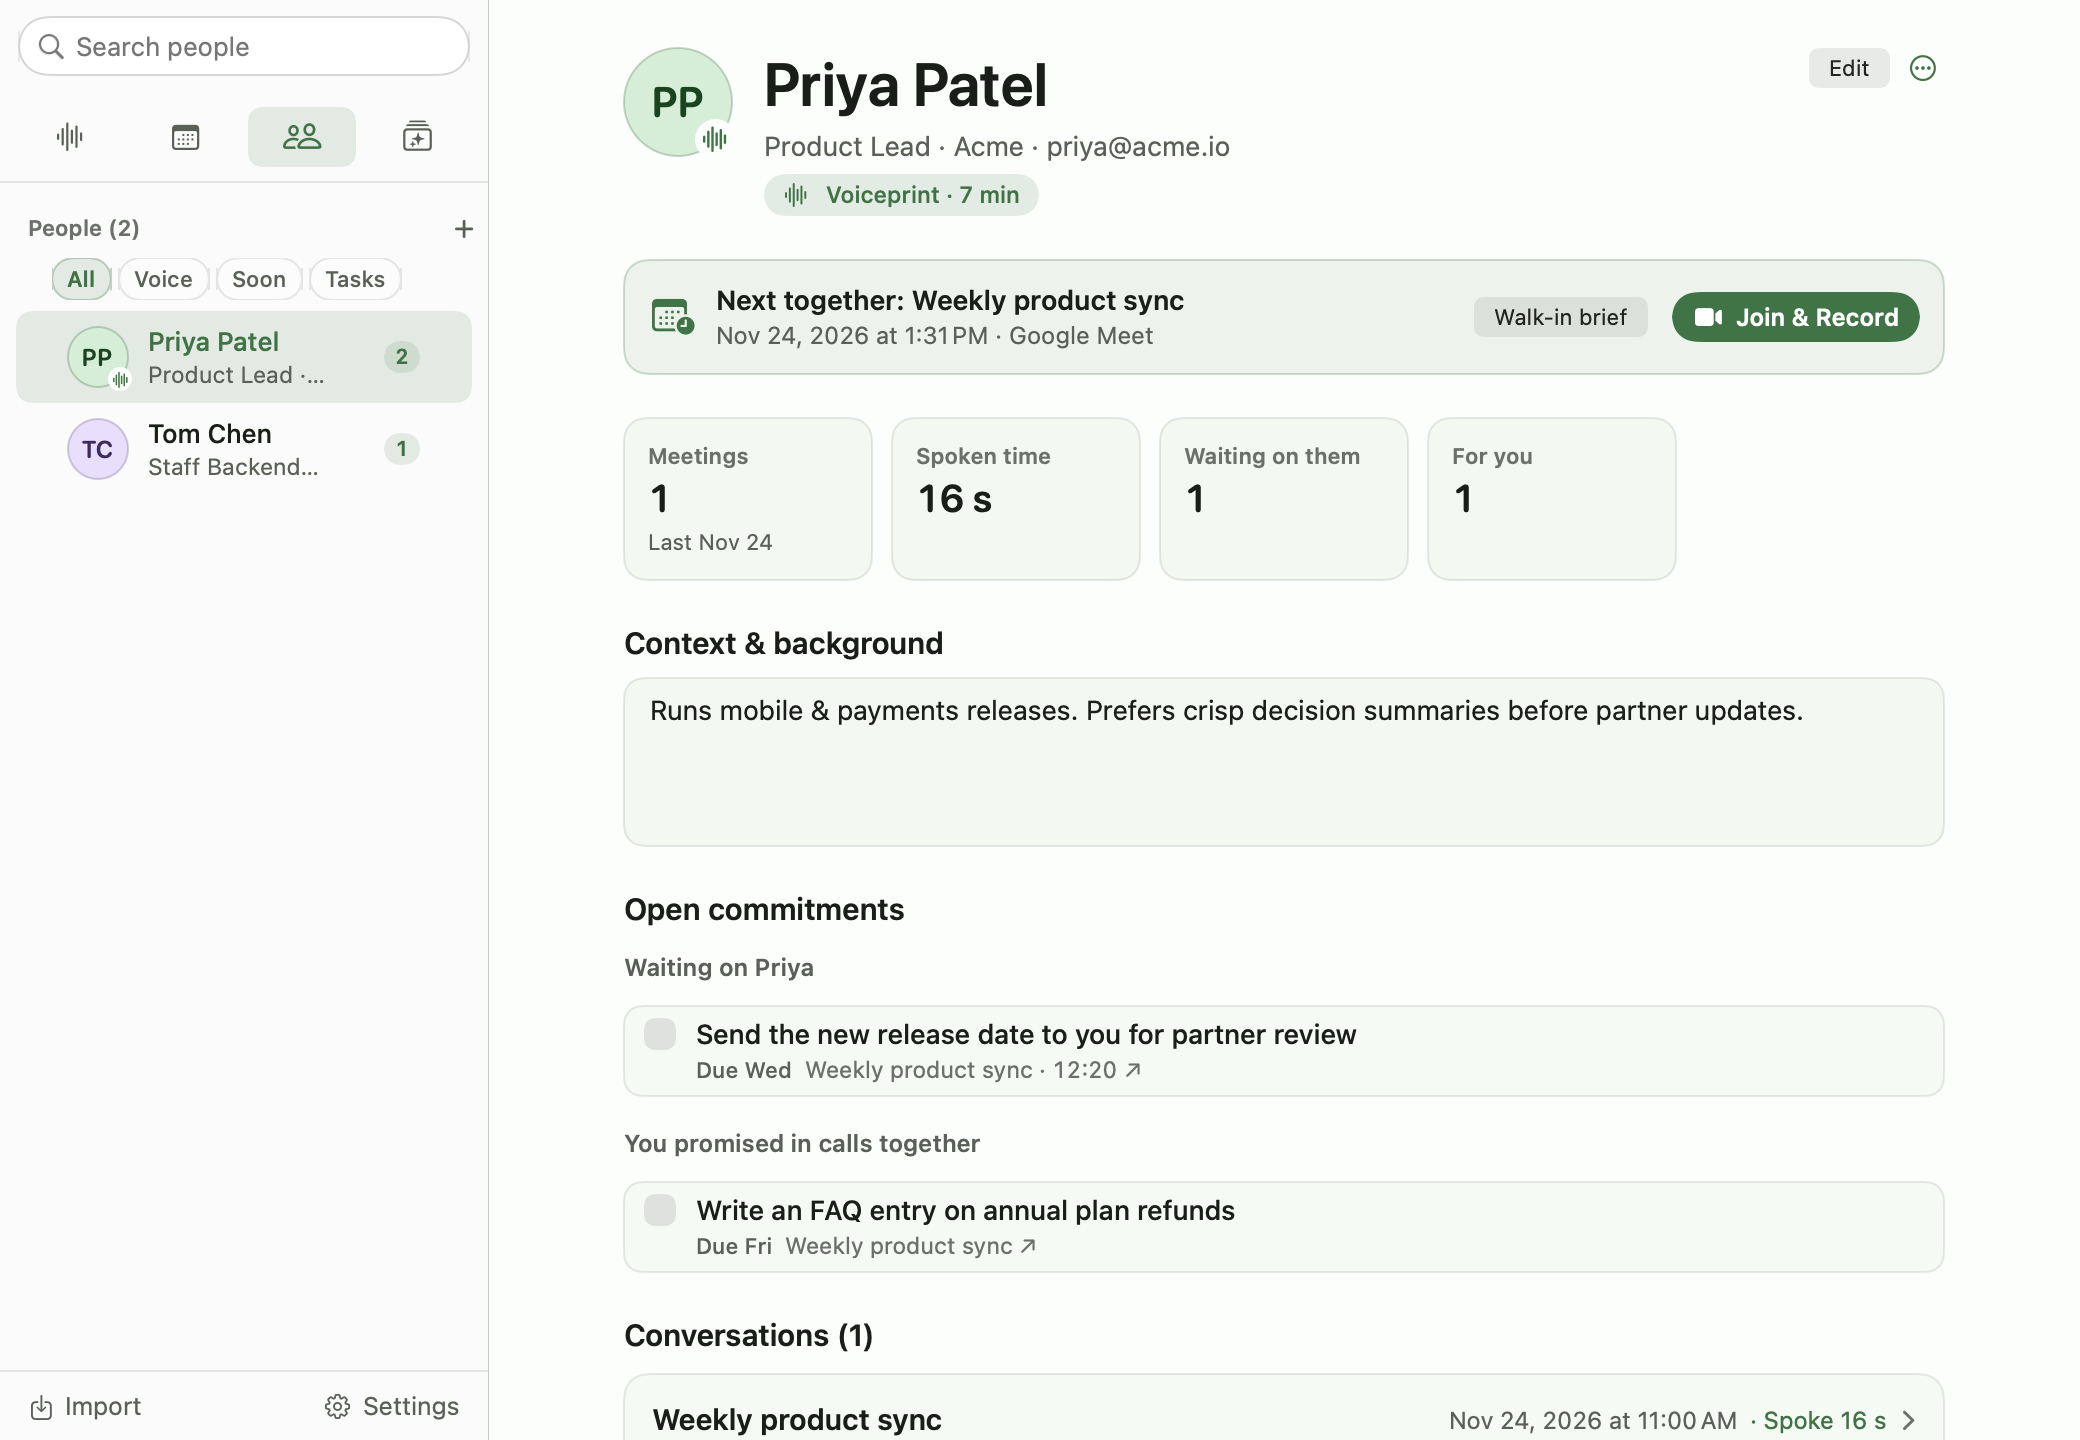 Search people
People (2)
All
Voice
Soon
Tasks
PP
Priya Patel
Product Lead ·...
2
TC
Tom Chen
Staff Backend...
1
Import
Settings
PP
Priya Patel
Product Lead · Acme · priya@acme.io
Voiceprint · 7 min
Edit
Next together: Weekly product sync
Nov 24, 2026 at 1:31 PM · Google Meet
Walk-in brief
Join & Record
Meetings
1
Last Nov 24
Spoken time
16 s
Waiting on them
1
For you
1
Context & background
Runs mobile & payments releases. Prefers crisp decision summaries before partner updates.
Open commitments
Waiting on Priya
Send the new release date to you for partner review
Due Wed Weekly product sync · 12:20 ↗
You promised in calls together
Write an FAQ entry on annual plan refunds
Due Fri Weekly product sync ↗
Conversations (1)
Weekly product sync
Nov 24, 2026 at 11:00 AM · Spoke 16 s